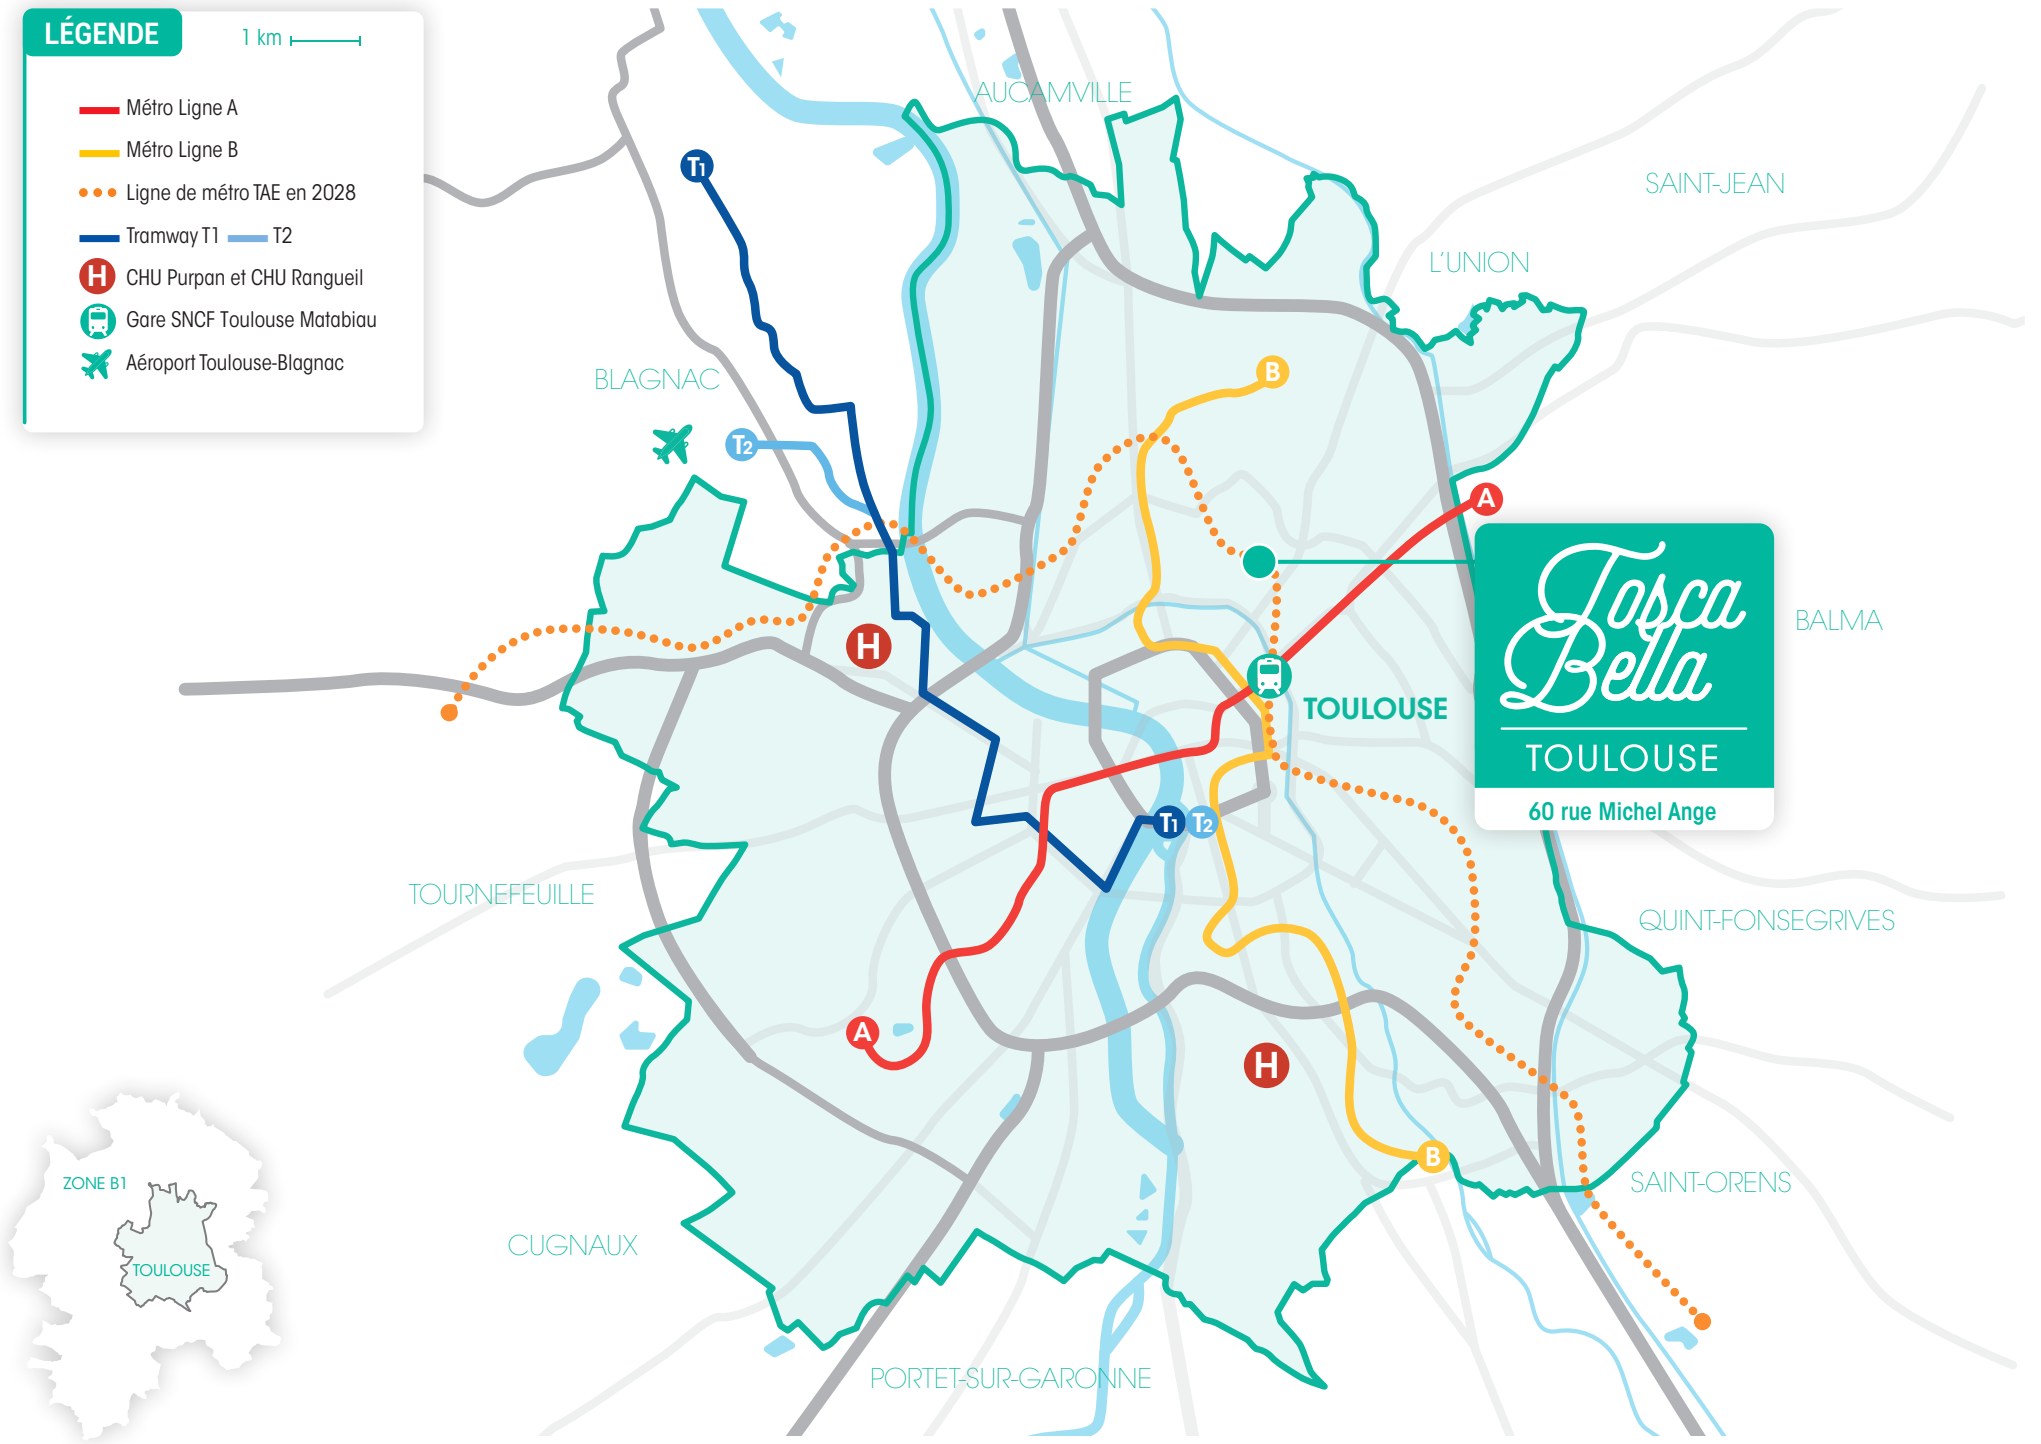 LÉGENDE
1 km
Métro Ligne A
Métro Ligne B
Ligne de métro TAE en 2028
Tramway T1
T2
H
CHU Purpan et CHU Rangueil
Gare SNCF Toulouse Matabiau
Aéroport Toulouse-Blagnac
AUCAMVILLE
T1
SAINT-JEAN
L'UNION
BLAGNAC
B
T2
A
Tosca
Bella
TOULOUSE
60 rue Michel Ange
BALMA
H
TOULOUSE
T1
T2
TOURNEFEUILLE
QUINT-FONSEGRIVES
A
H
B
ZONE B1
TOULOUSE
SAINT-ORENS
CUGNAUX
PORTET-SUR-GARONNE